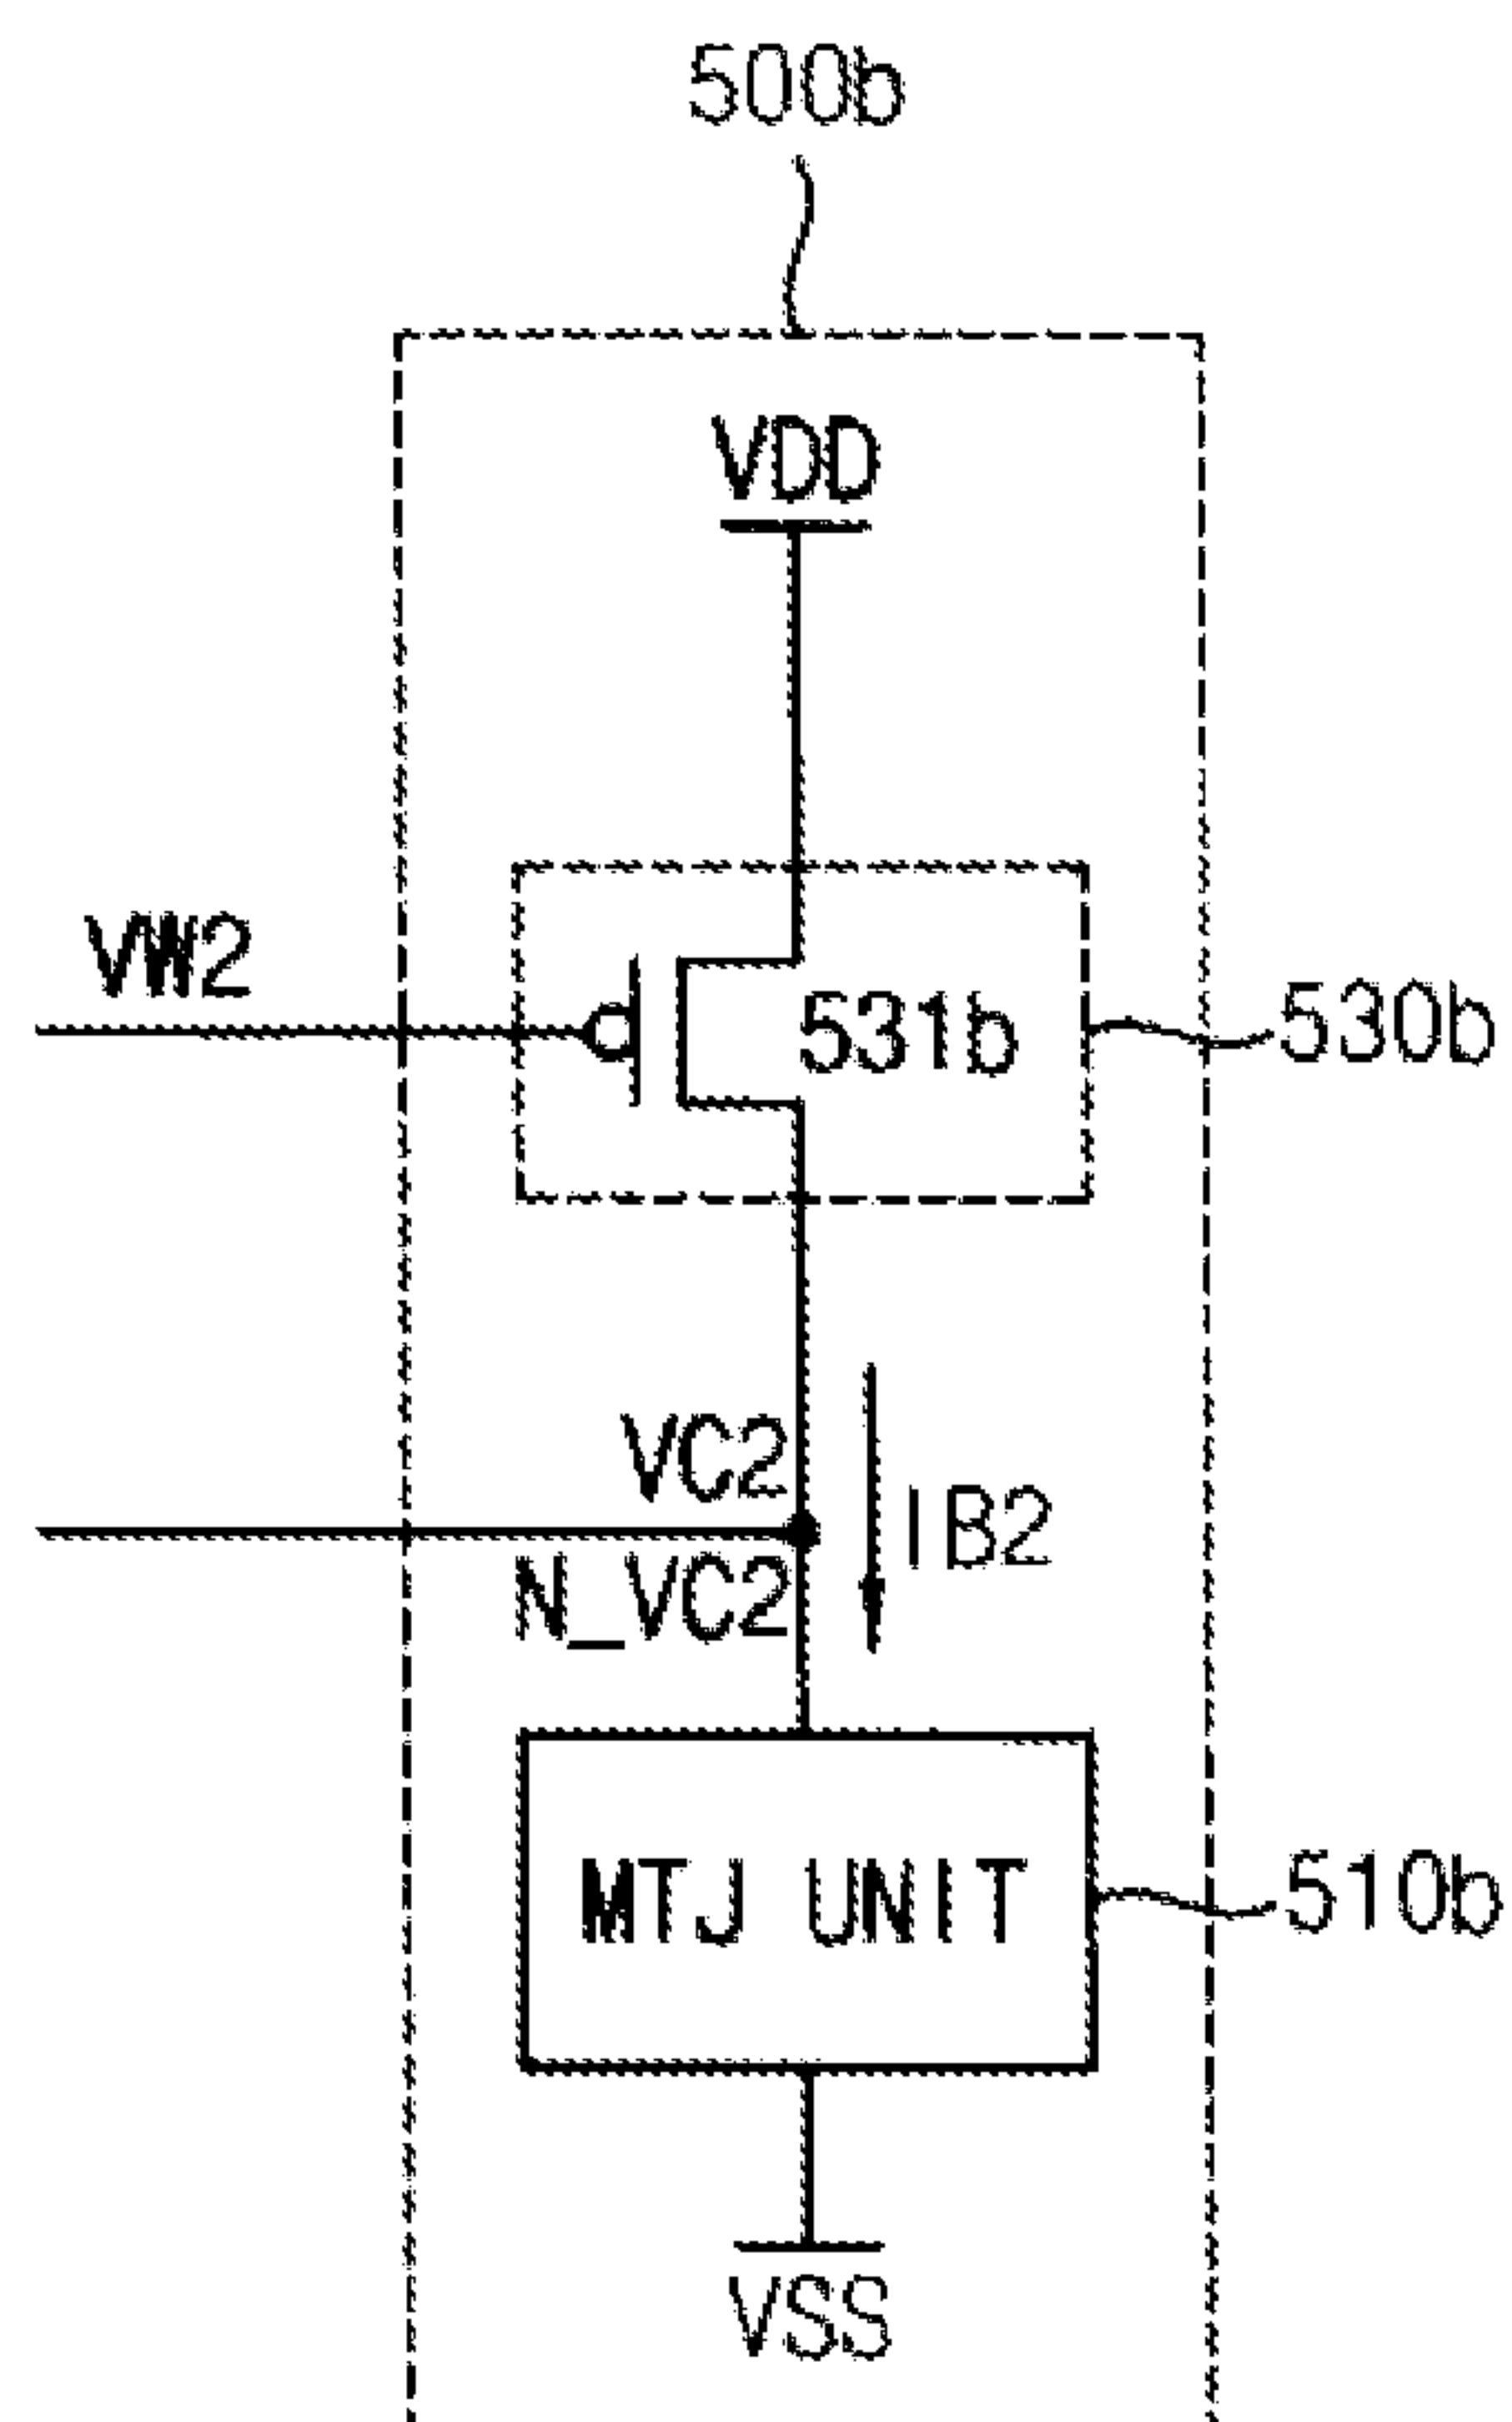 500b
VDD
VW2
531b
530b
VC2
IB2
N_VC2
MTJ UNIT
510b
VSS